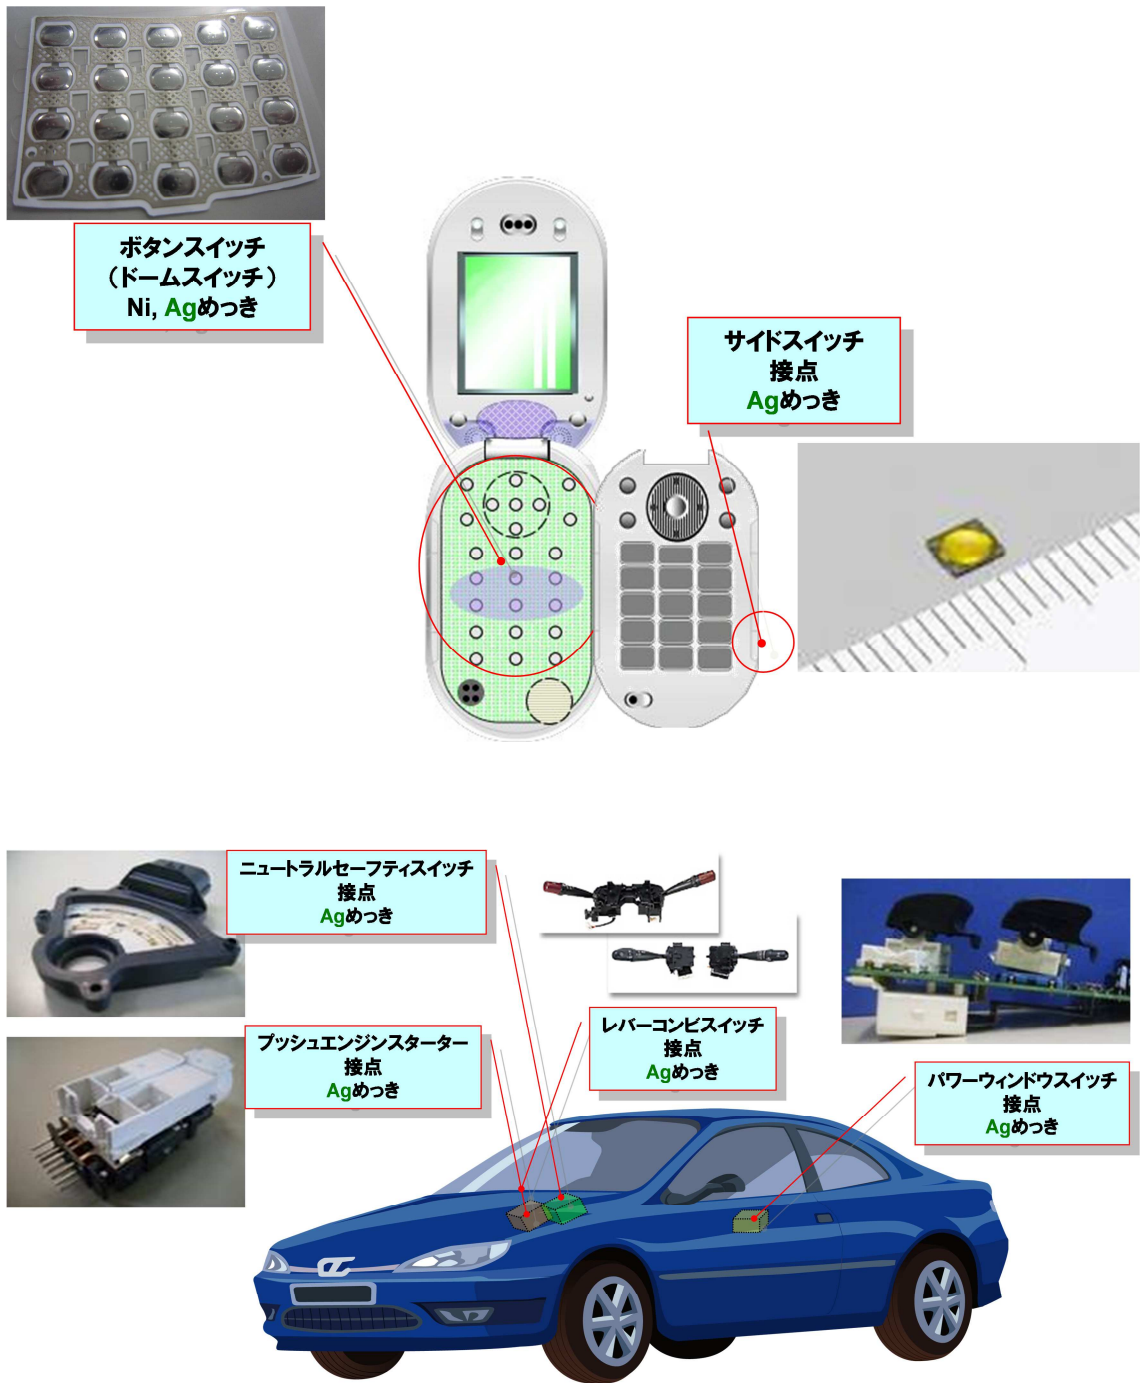 ボタンスイッチ
（ドームスイッチ）
Ni, Agめっき
サイドスイッチ
接点
Agめっき
ニュートラルセーフティスイッチ
接点
Agめっき
プッシュエンジンスターター
接点
Agめっき
レバーコンビスイッチ
接点
Agめっき
パワーウィンドウスイッチ
接点
Agめっき